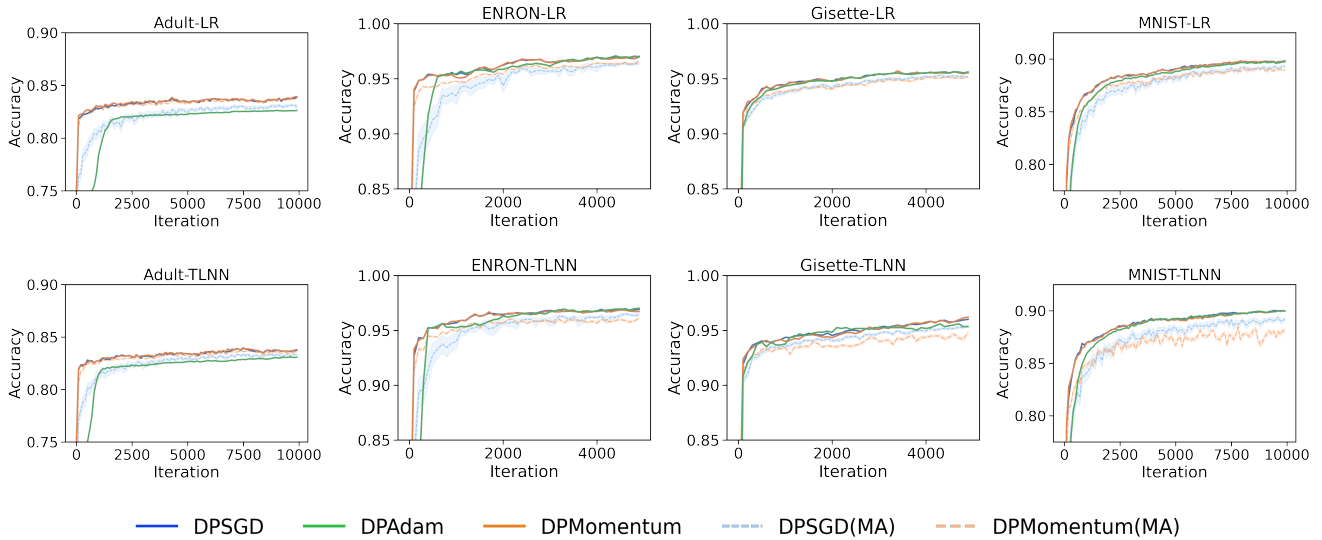 Adult-LR
0.90
0.85
0.80
0.75
Accuracy
0 2500 5000 7500 10000
Iteration
ENRON-LR
1.00
0.95
0.90
0.85
Accuracy
0 2000 4000
Iteration
Gisette-LR
1.00
0.95
0.90
0.85
Accuracy
0 2000 4000
Iteration
MNIST-LR
0.90
0.85
0.80
Accuracy
0 2500 5000 7500 10000
Iteration
Adult-TLNN
0.90
0.85
0.80
0.75
Accuracy
0 2500 5000 7500 10000
Iteration
ENRON-TLNN
1.00
0.95
0.90
0.85
Accuracy
0 2000 4000
Iteration
Gisette-TLNN
1.00
0.95
0.90
0.85
Accuracy
0 2000 4000
Iteration
MNIST-TLNN
0.90
0.85
0.80
Accuracy
0 2500 5000 7500 10000
Iteration
DPSGD DPAdam DPMomentum DPSGD(MA) DPMomentum(MA)